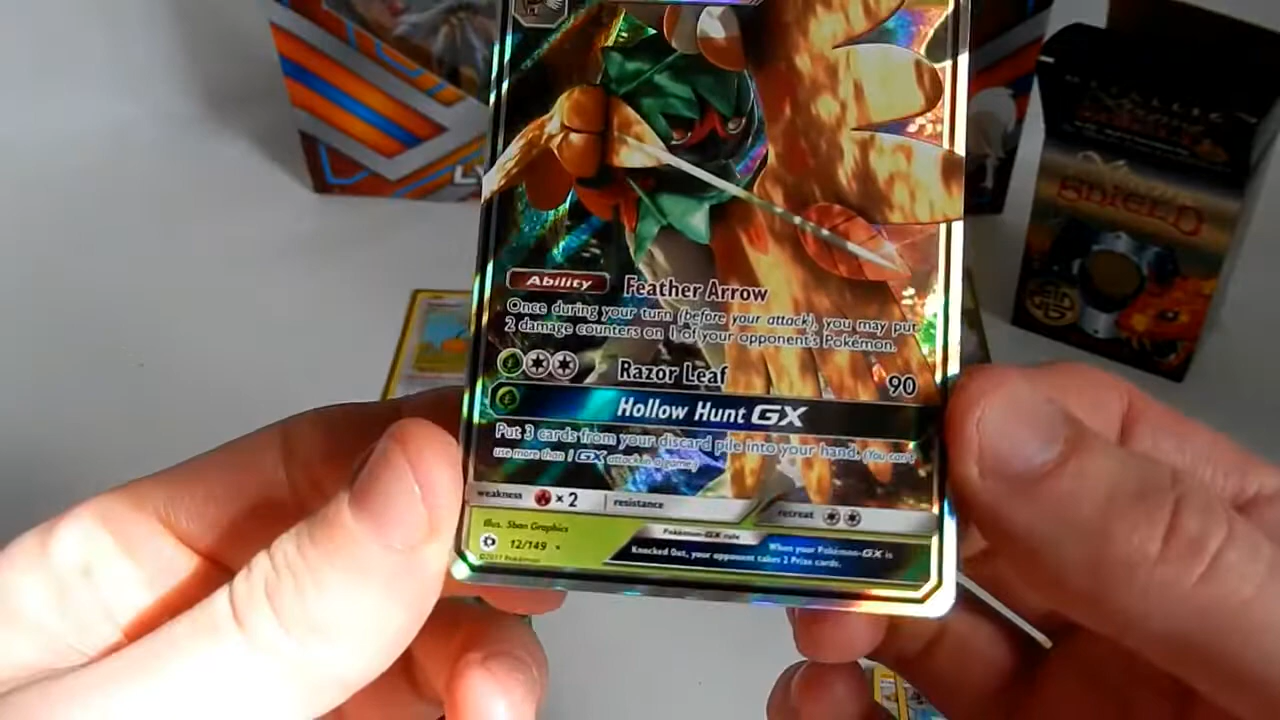 Ability Feather Arrow
Once during your turn (before your attack), you may put
2 damage counters on 1 of your opponent's Pokémon.
Razor Leaf 90
Hollow Hunt GX
Put 3 cards from your discard pile into your hand. (You can't
use more than 1 GX attack in a game.)
weakness ×2 resistance
retreat
Illus. 5ban Graphics
Pokémon-GX rule
12/149
When your Pokémon-GX is
Knocked Out, your opponent takes 2 Prize cards.
©2017 Pokémon
SHIELD